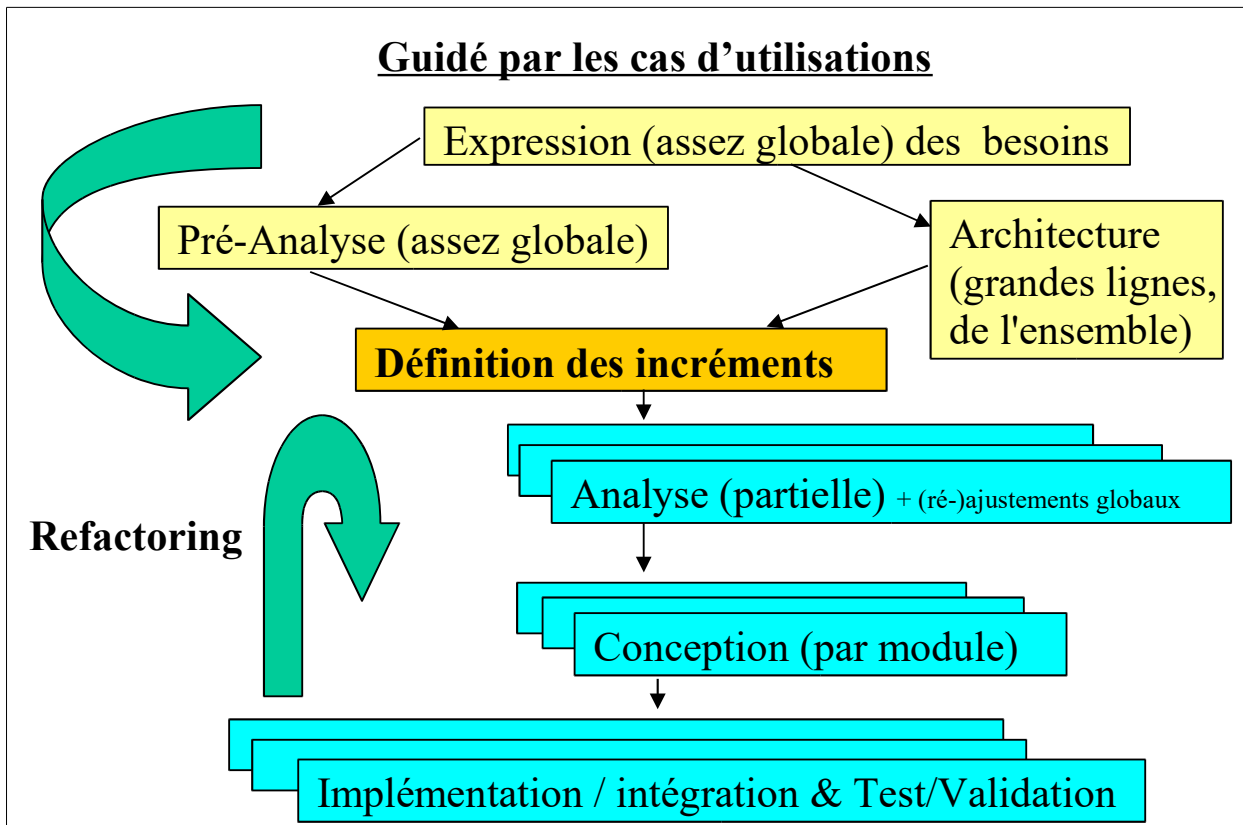 Guidé par les cas d’utilisations
Expression (assez globale) des besoins
Pré-Analyse (assez globale)
Architecture
(grandes lignes,
de l'ensemble)
Définition des incréments
Analyse (partielle) + (ré-)ajustements globaux
Refactoring
Conception (par module)
Implémentation / intégration & Test/Validation